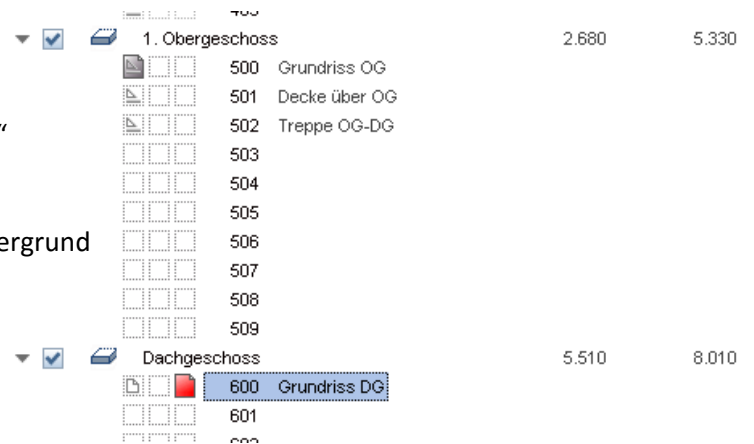 1. Obergeschoss 2.680 5.330
500 Grundriss OG
501 Decke über OG
502 Treppe OG-DG
“
503
504
505
ergrund 506
507
508
509
Dachgeschoss 5.510 8.010
600 Grundriss DG
601